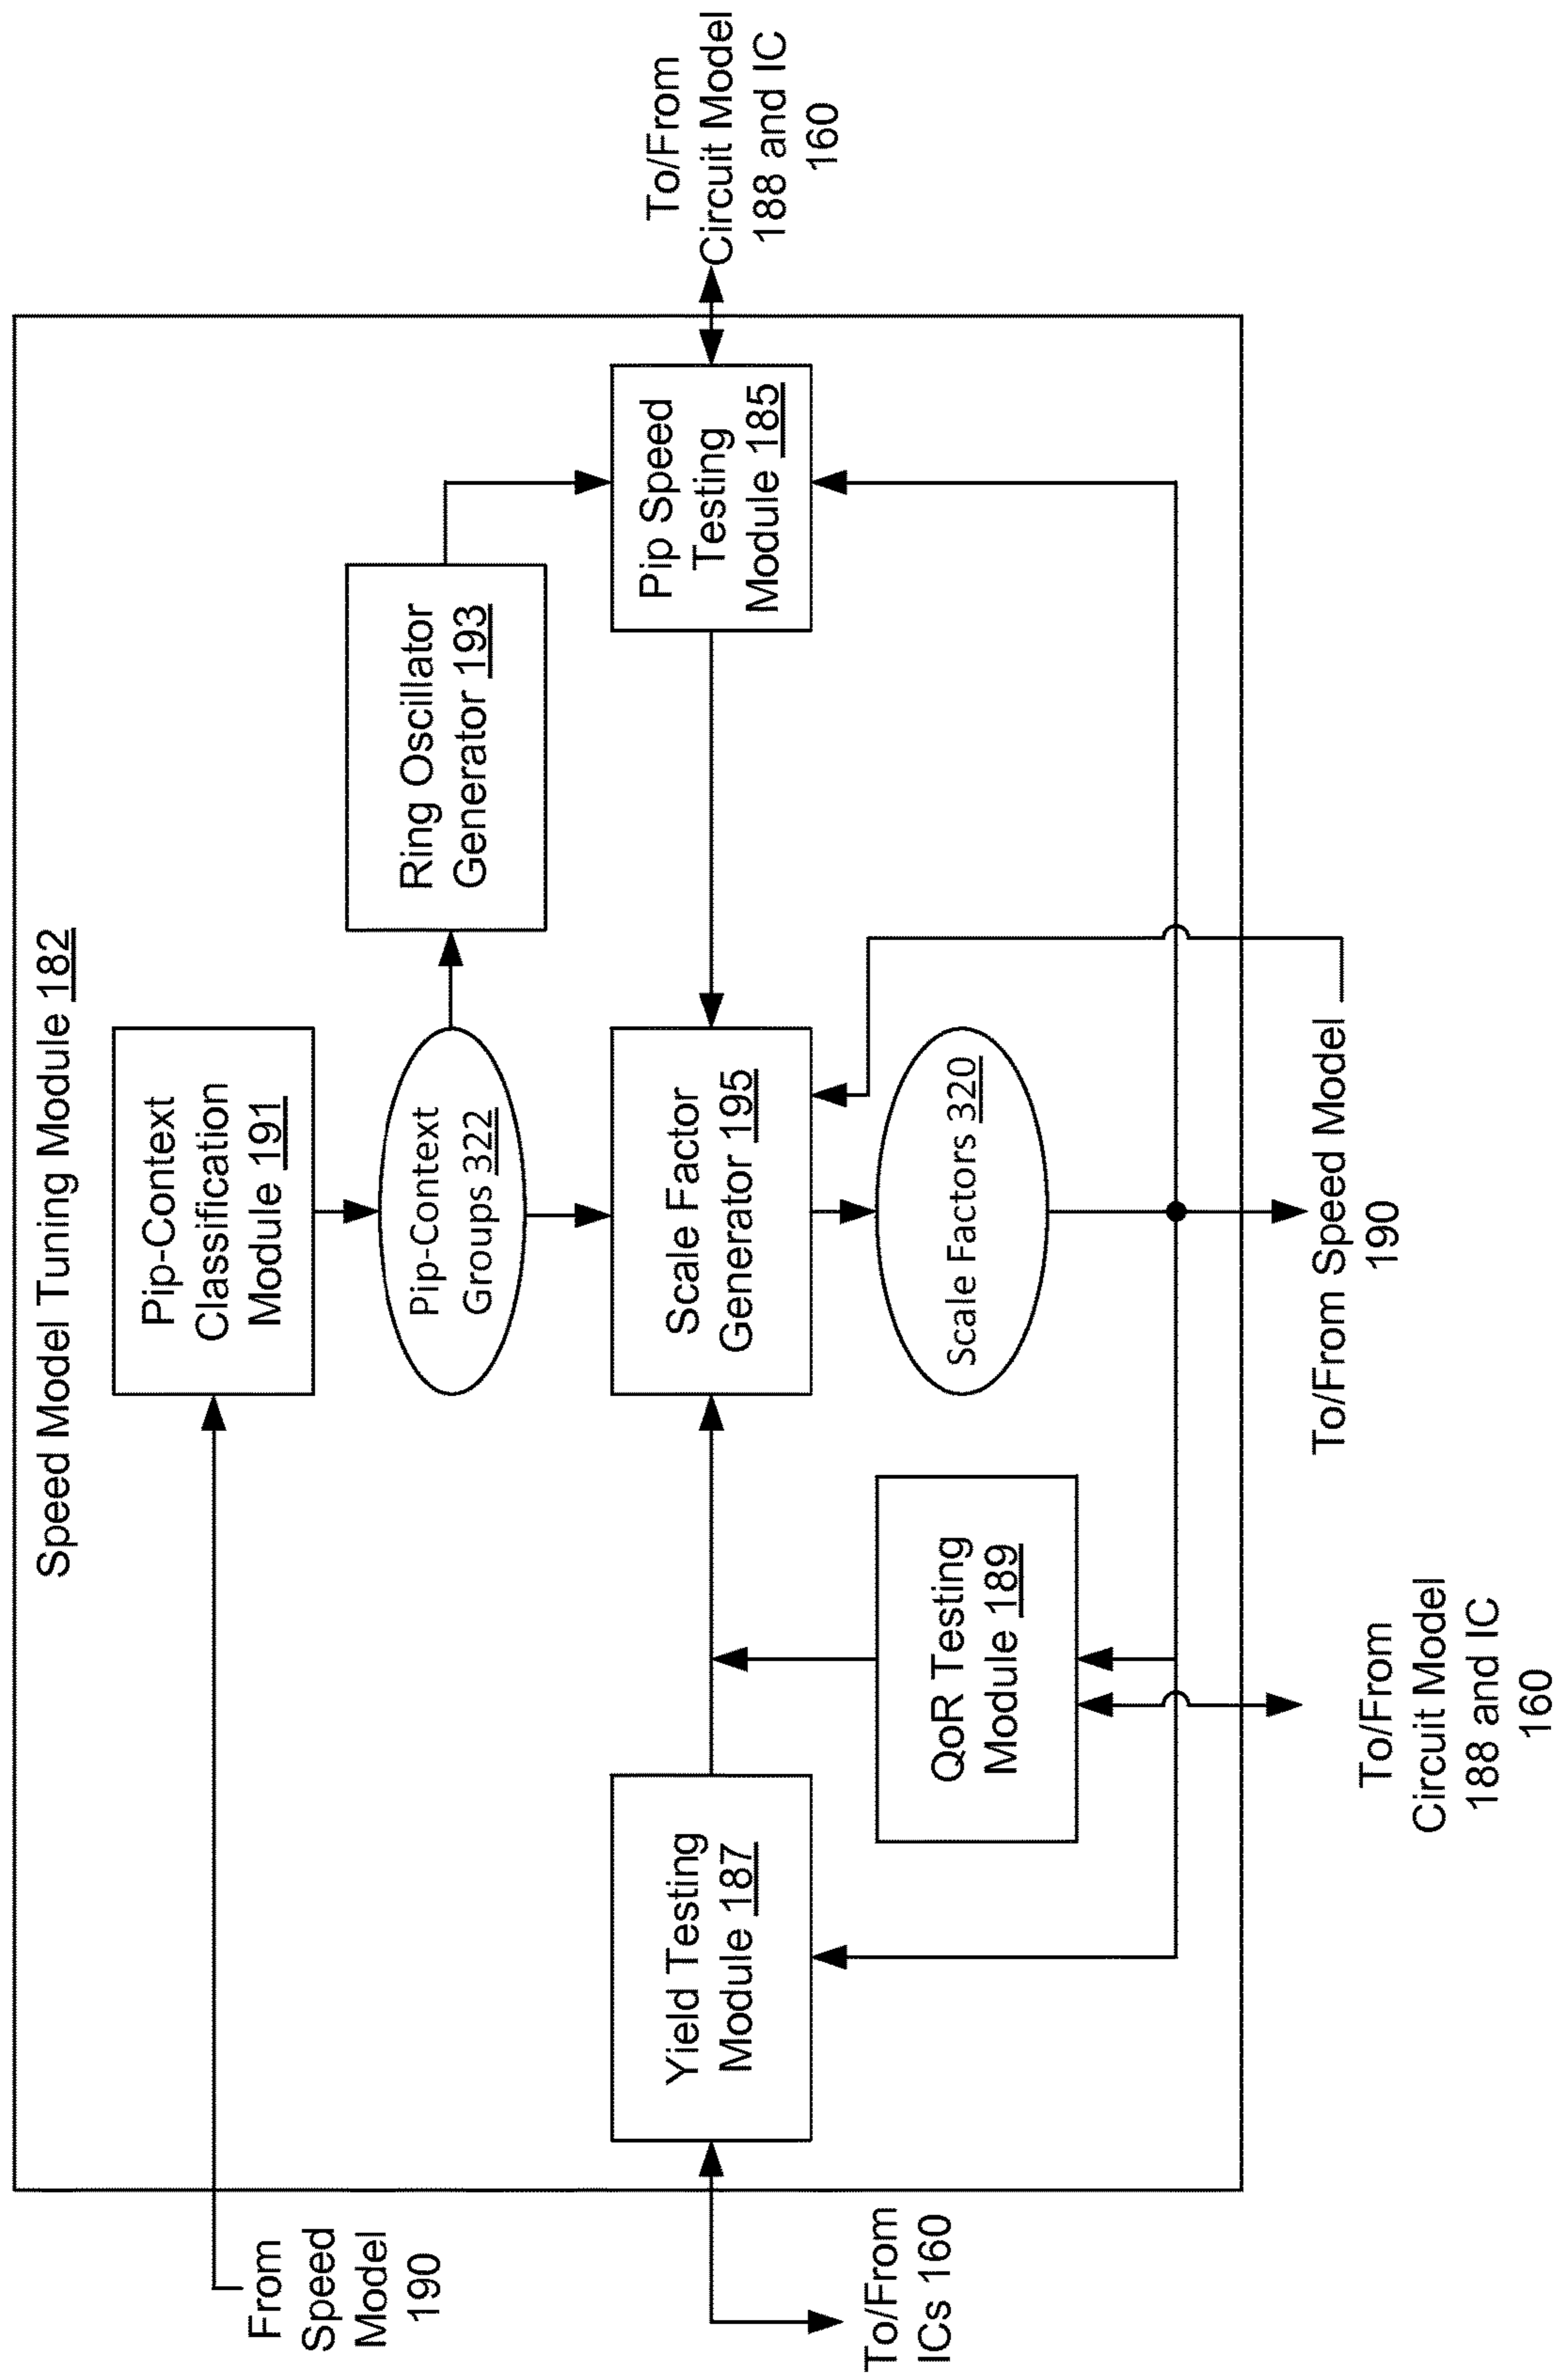 Speed Model Tuning Module 182
From
Speed
Model
190
Pip-Context
Classification
Module 191
Pip-Context
Groups 322
Ring Oscillator
Generator 193
To/From
ICs 160
Yield Testing
Module 187
Scale Factor
Generator 195
Pip Speed
Testing
Module 185
To/From
Circuit Model
188 and IC
160
QoR Testing
Module 189
Scale Factors 320
To/From
Circuit Model
188 and IC
160
To/From Speed Model
190